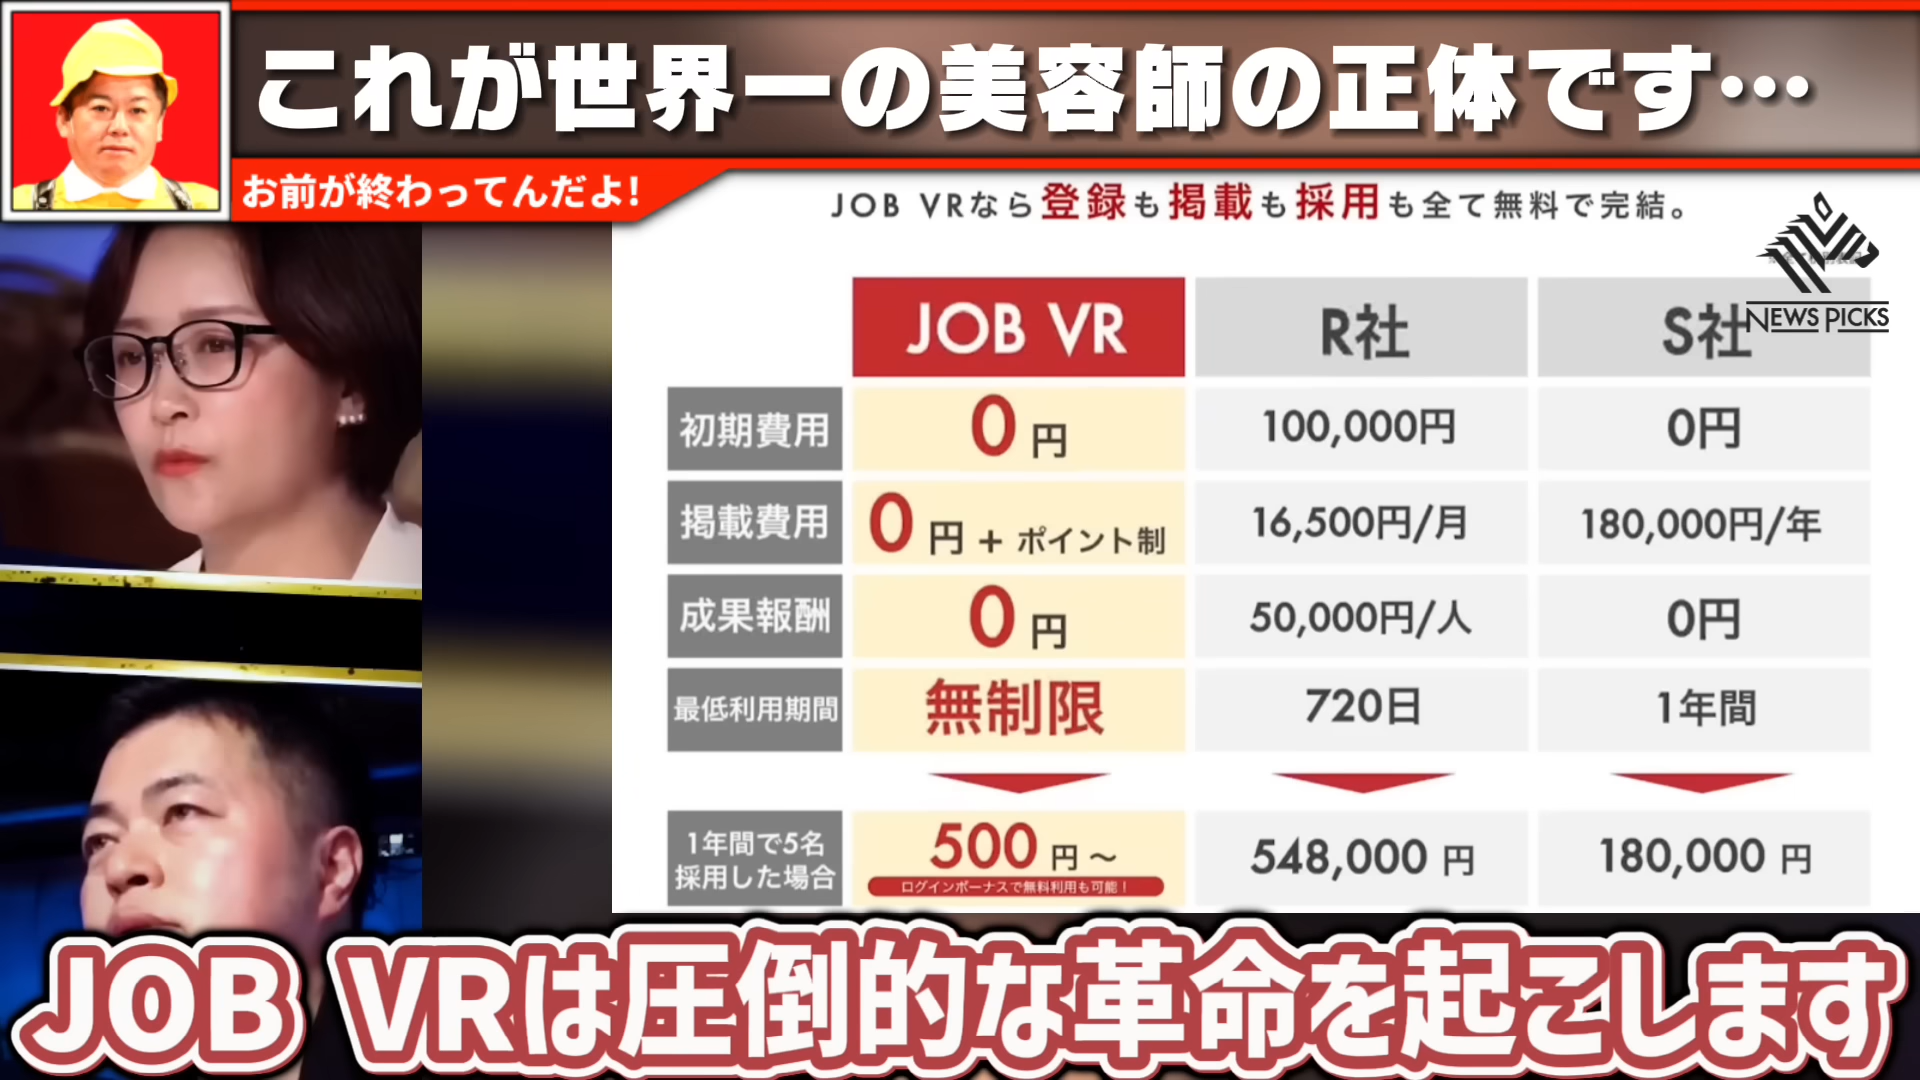 これが世界一の美容師の正体です…
お前が終わってんだよ!
JOB VRなら登録も掲載も採用も全て無料で完結。
NEWS PICKS
JOB VR R社 S社
初期費用 0円 100,000円 0円
掲載費用 0円 + ポイント制 16,500円/月 180,000円/年
成果報酬 0円 50,000円/人 0円
最低利用期間 無制限 720日 1年間
1年間で5名
採用した場合 500円～ 548,000円 180,000円
ログインボーナスで無料利用も可能!
JOB VRは圧倒的な革命を起こします